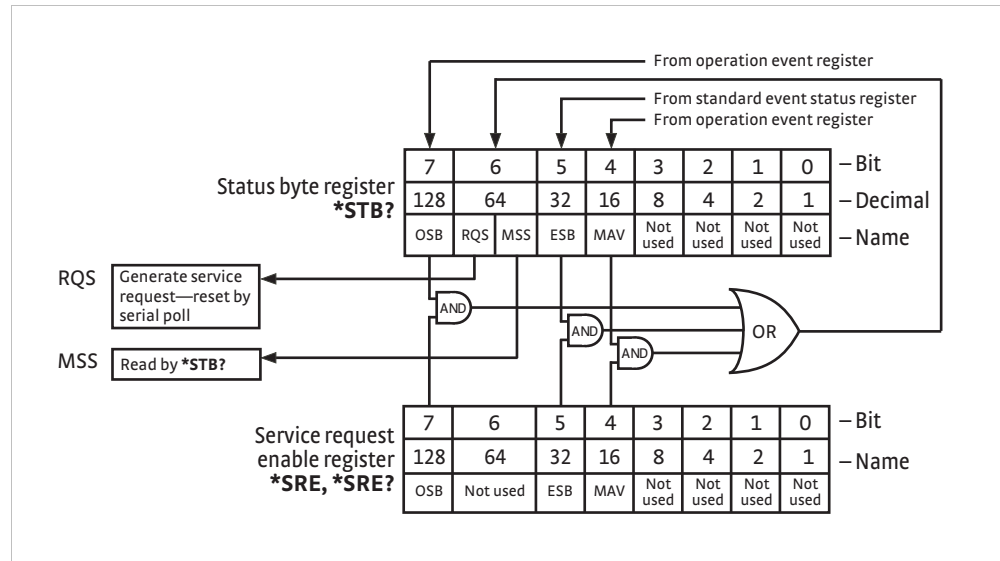 From operation event register
From standard event status register
From operation event register
7 6 5 4 3 2 1 0 – Bit
Status byte register
*STB?
128 64 32 16 8 4 2 1 – Decimal
OSB RQS MSS ESB MAV Not used Not used Not used Not used – Name
RQS
Generate service
request—reset by
serial poll
AND
AND
AND
OR
MSS
Read by *STB?
7 6 5 4 3 2 1 0 – Bit
Service request
enable register
*SRE, *SRE?
128 64 32 16 8 4 2 1 – Name
OSB Not used ESB MAV Not used Not used Not used Not used